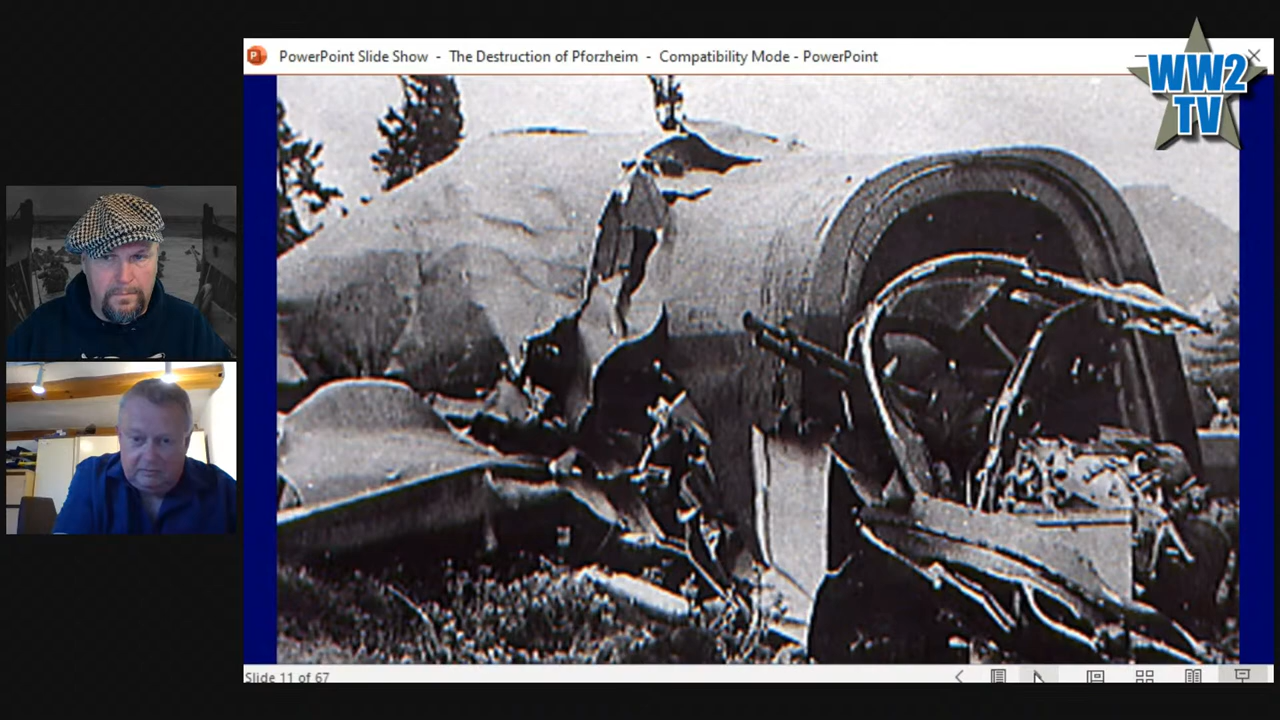 PowerPoint Slide Show - The Destruction of Pforzheim - Compatibility Mode - PowerPoint
WW2
TV
Slide 11 of 67